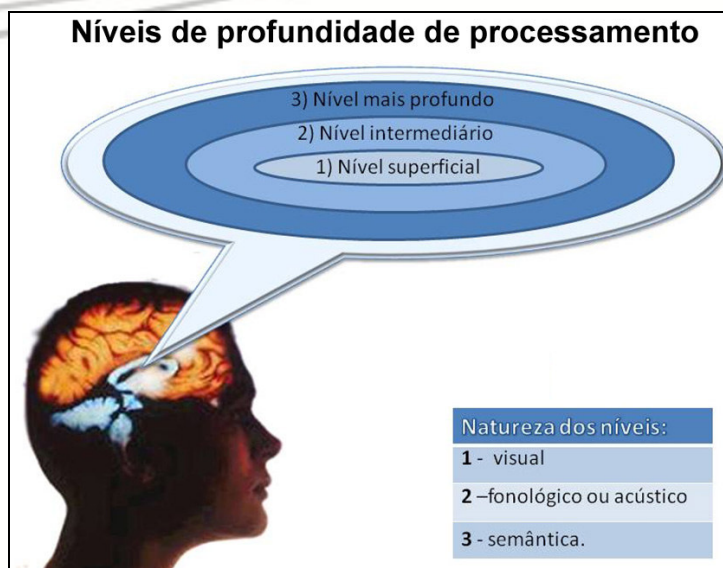 Níveis de profundidade de processamento
3) Nível mais profundo
2) Nível intermediário
1) Nível superficial
Natureza dos níveis:
1 - visual
2 –fonológico ou acústico
3 - semântica.